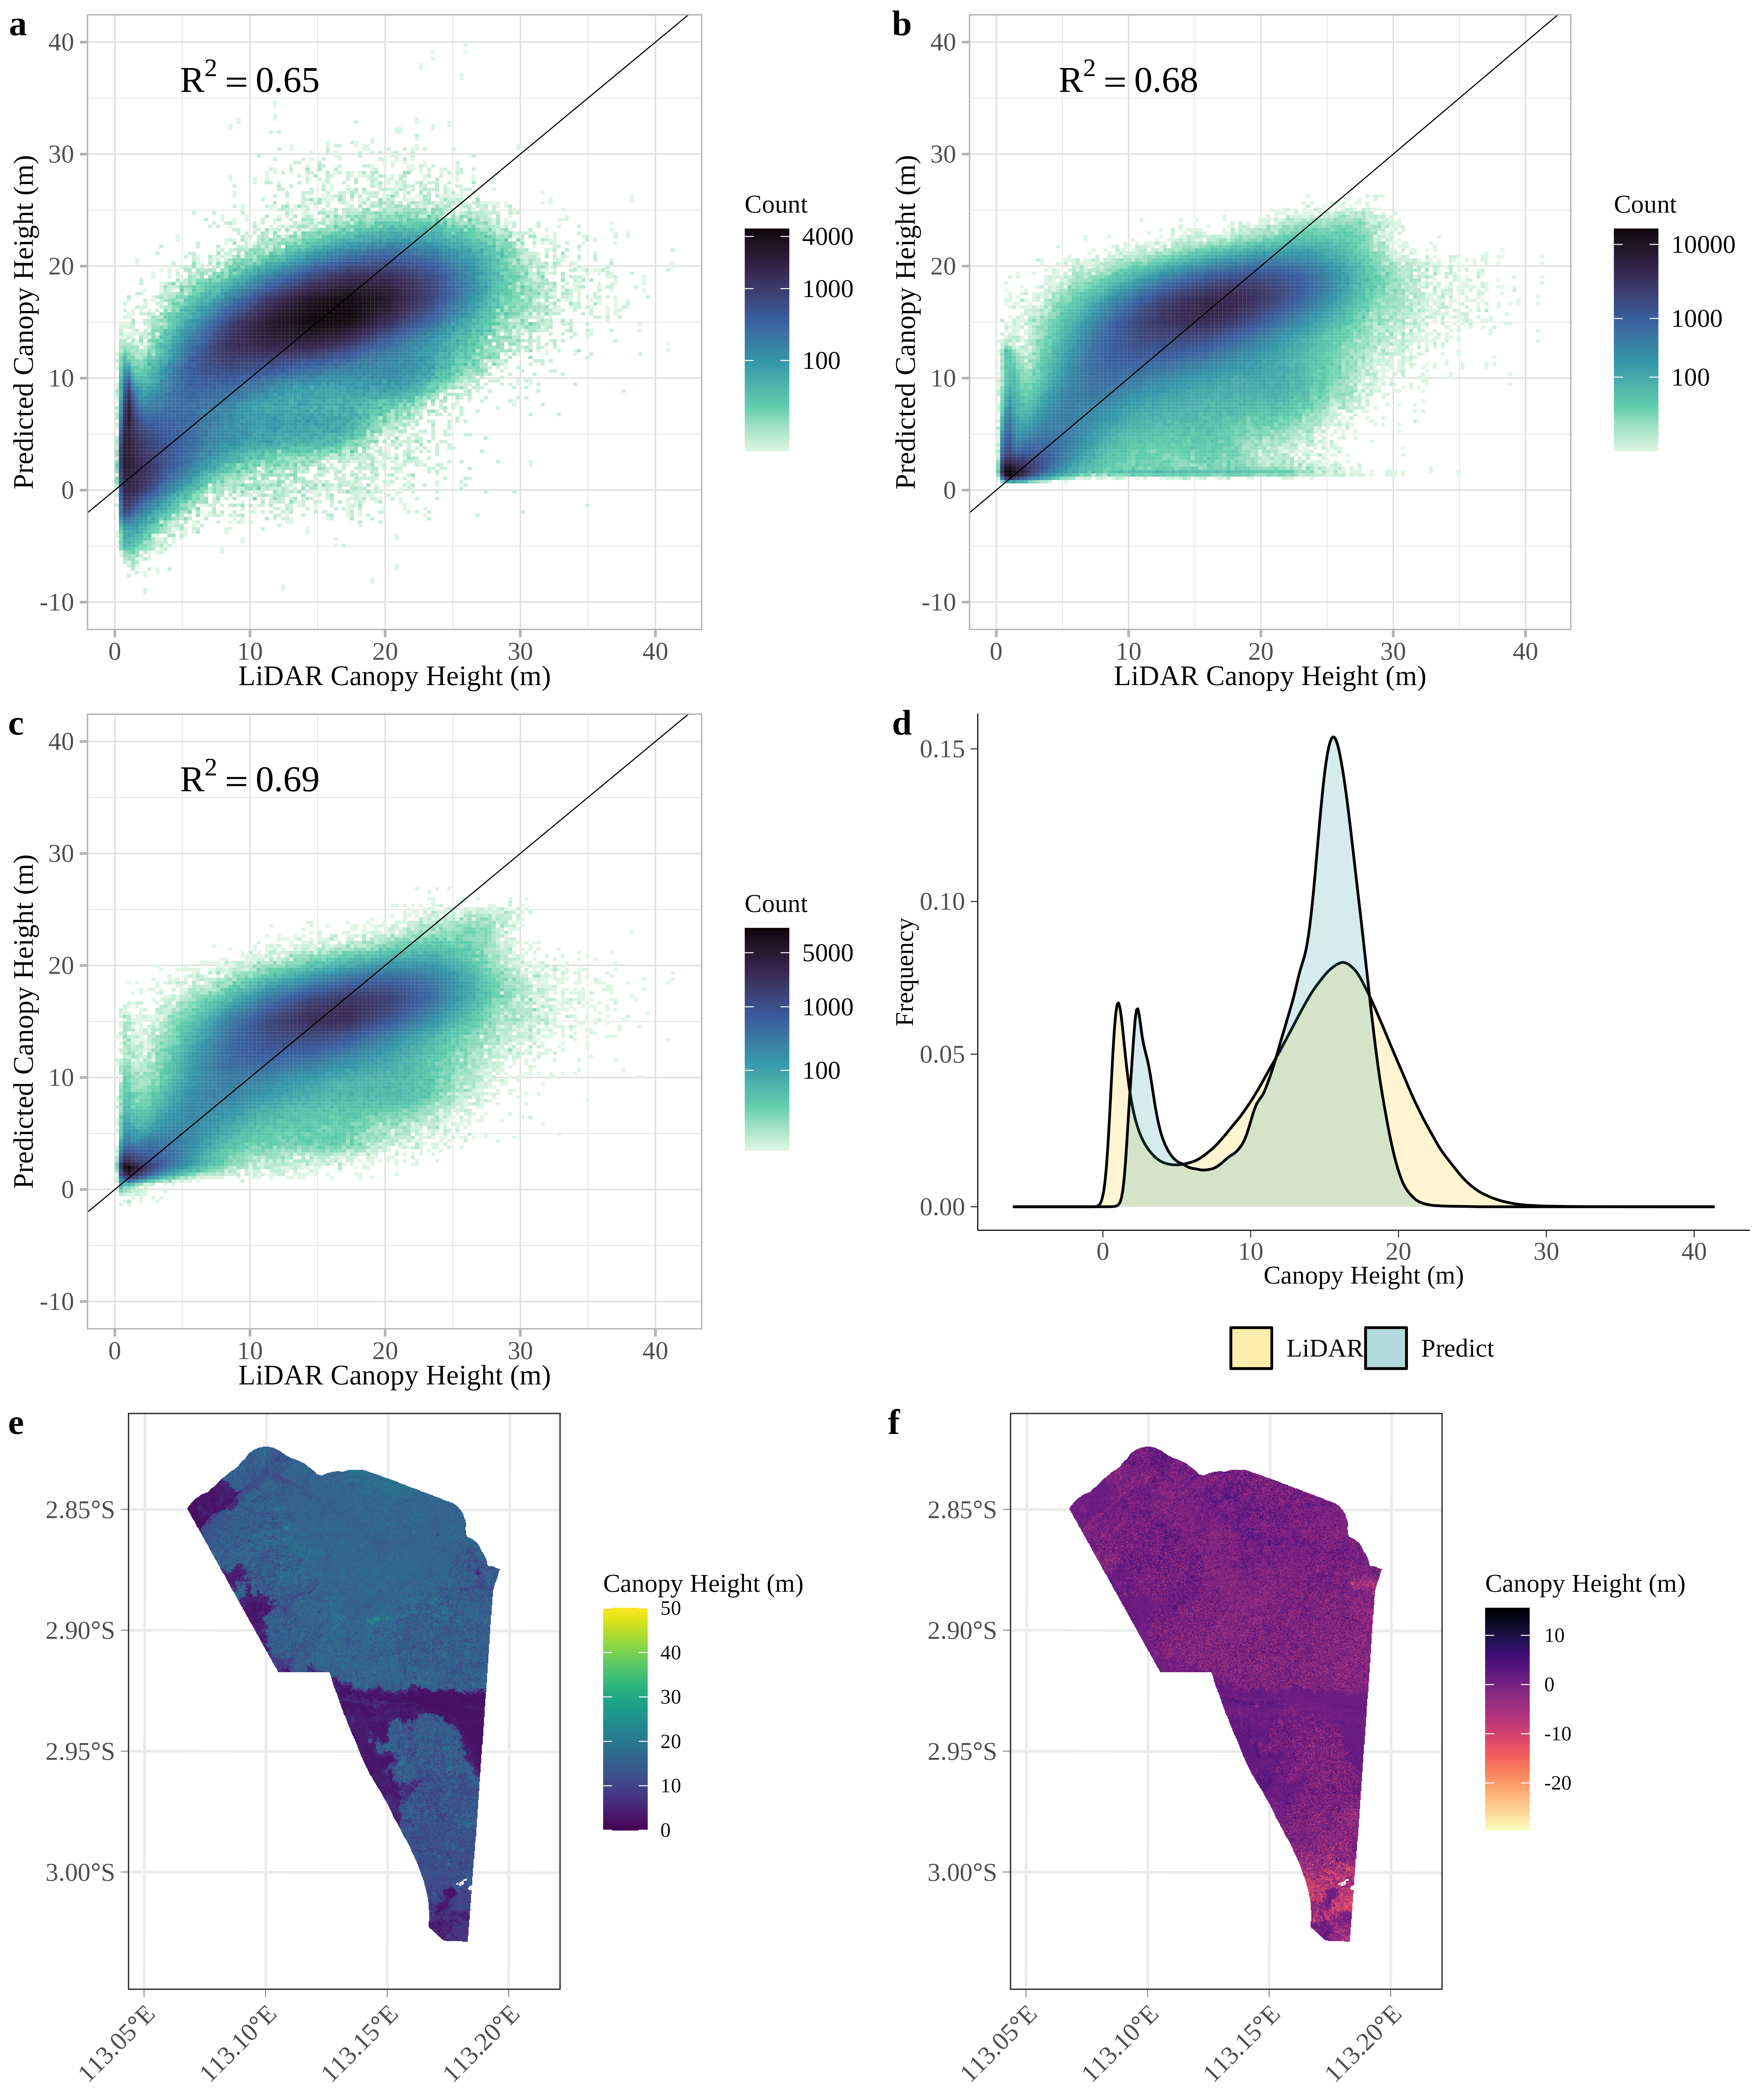 a
R² = 0.65
Predicted Canopy Height (m)
40
30
20
10
0
-10
0 10 20 30 40
LiDAR Canopy Height (m)
Count
4000
1000
100
b
R² = 0.68
Predicted Canopy Height (m)
40
30
20
10
0
-10
0 10 20 30 40
LiDAR Canopy Height (m)
Count
10000
1000
100
c
R² = 0.69
Predicted Canopy Height (m)
40
30
20
10
0
-10
0 10 20 30 40
LiDAR Canopy Height (m)
Count
5000
1000
100
d
Frequency
0.15
0.10
0.05
0.00
0 10 20 30 40
Canopy Height (m)
LiDAR Predict
e
2.85°S
2.90°S
2.95°S
3.00°S
113.05°E 113.10°E 113.15°E 113.20°E
Canopy Height (m)
50
40
30
20
10
0
f
2.85°S
2.90°S
2.95°S
3.00°S
113.05°E 113.10°E 113.15°E 113.20°E
Canopy Height (m)
10
0
-10
-20